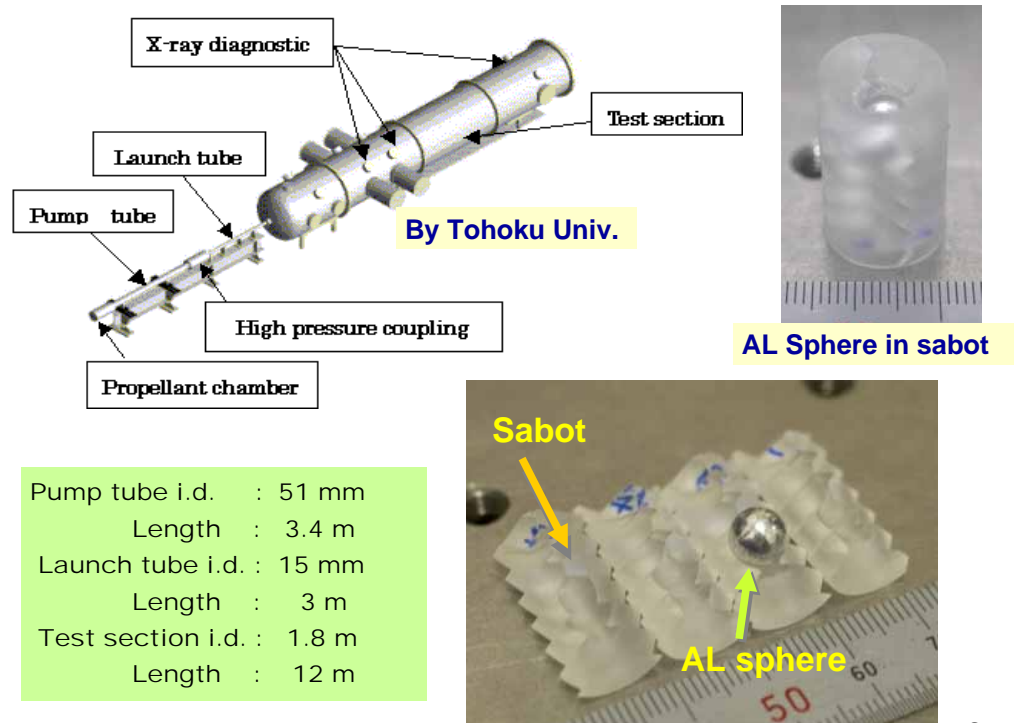 X-ray diagnostic
Test section
Launch tube
Pump tube
By Tohoku Univ.
High pressure coupling
Propellant chamber
AL Sphere in sabot
Sabot
AL sphere
50
60
Pump tube i.d. : 51 mm
Length : 3.4 m
Launch tube i.d. : 15 mm
Length : 3 m
Test section i.d. : 1.8 m
Length : 12 m